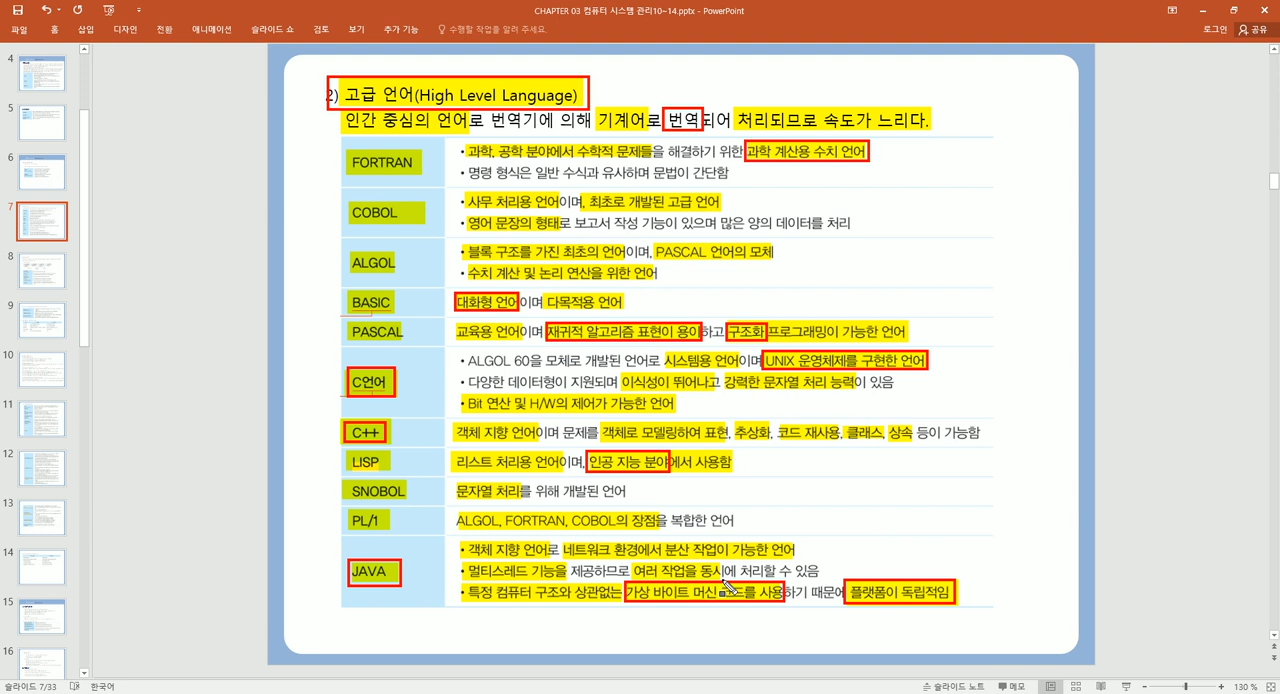 CHAPTER 03 컴퓨터 시스템 관리10~14.pptx - PowerPoint
파일 홈 삽입 디자인 전환 애니메이션 슬라이드 쇼 검토 보기 추가 기능 수행할 작업을 알려 주세요.
로그인 공유
4
5
6
7
8
9
10
11
12
13
14
15
16
2) 고급 언어(High Level Language)
인간 중심의 언어로 번역기에 의해 기계어로 번역되어 처리되므로 속도가 느리다.
FORTRAN
• 과학, 공학 분야에서 수학적 문제들을 해결하기 위한 과학 계산용 수치 언어
• 명령 형식은 일반 수식과 유사하며 문법이 간단함
COBOL
• 사무 처리용 언어이며, 최초로 개발된 고급 언어
• 영어 문장의 형태로 보고서 작성 기능이 있으며 많은 양의 데이터를 처리
ALGOL
• 블록 구조를 가진 최초의 언어이며, PASCAL 언어의 모체
• 수치 계산 및 논리 연산을 위한 언어
BASIC
대화형 언어이며 다목적용 언어
PASCAL
교육용 언어이며 재귀적 알고리즘 표현이 용이하고 구조화 프로그래밍이 가능한 언어
C언어
• ALGOL 60을 모체로 개발된 언어로 시스템용 언어이며 UNIX 운영체제를 구현한 언어
• 다양한 데이터형이 지원되며 이식성이 뛰어나고 강력한 문자열 처리 능력이 있음
• Bit 연산 및 H/W의 제어가 가능한 언어
C++
객체 지향 언어이며 문제를 객체로 모델링하여 표현, 추상화, 코드 재사용, 클래스, 상속 등이 가능함
LISP
리스트 처리용 언어이며, 인공 지능 분야에서 사용함
SNOBOL
문자열 처리를 위해 개발된 언어
PL/1
ALGOL, FORTRAN, COBOL의 장점을 복합한 언어
JAVA
• 객체 지향 언어로 네트워크 환경에서 분산 작업이 가능한 언어
• 멀티스레드 기능을 제공하므로 여러 작업을 동시에 처리할 수 있음
• 특정 컴퓨터 구조와 상관없는 가상 바이트 머신 를 사용하기 때문에 플랫폼이 독립적임
슬라이드 7/33 한국어 슬라이드 노트 메모 130 %